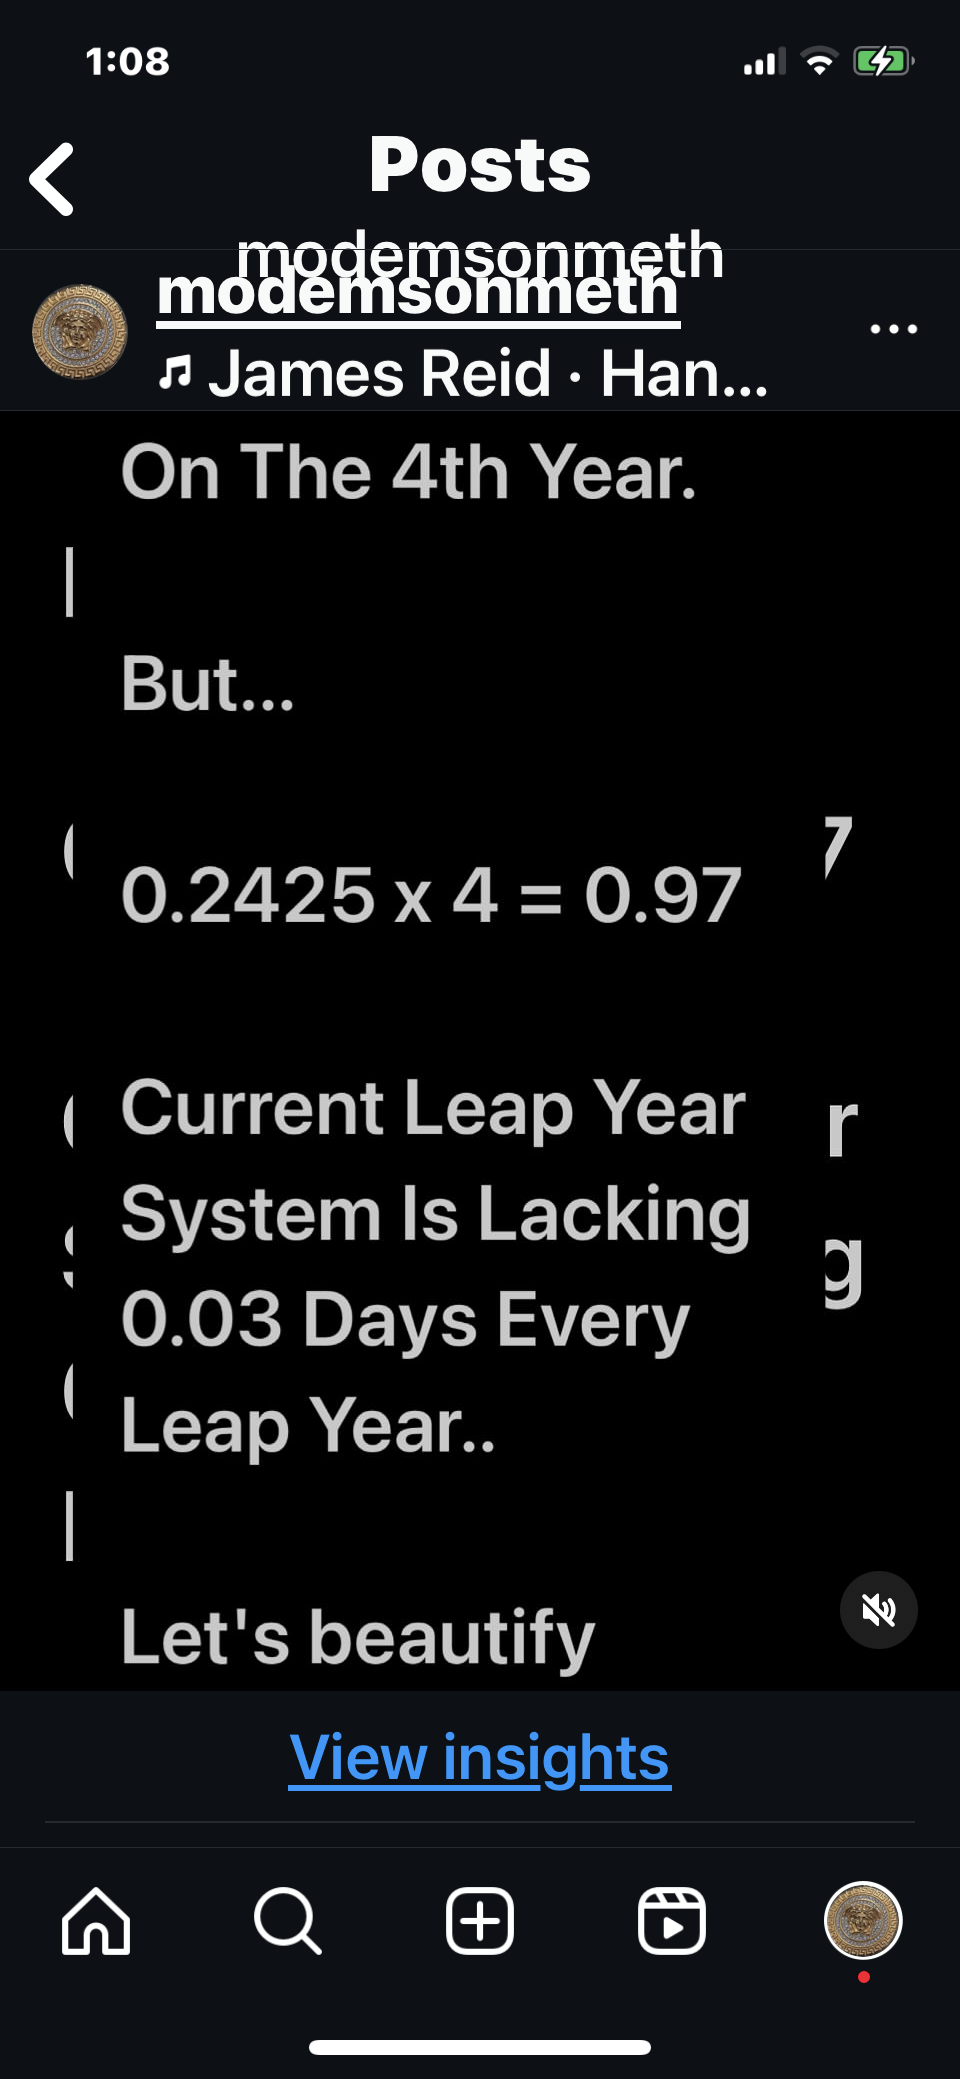 1:08
Posts
modemsonmeth
modemsonmeth
James Reid · Han...
On The 4th Year.
But...
7
0.2425 x 4 = 0.97
Current Leap Year
r
System Is Lacking
g
0.03 Days Every
Leap Year..
Let's beautify
View insights